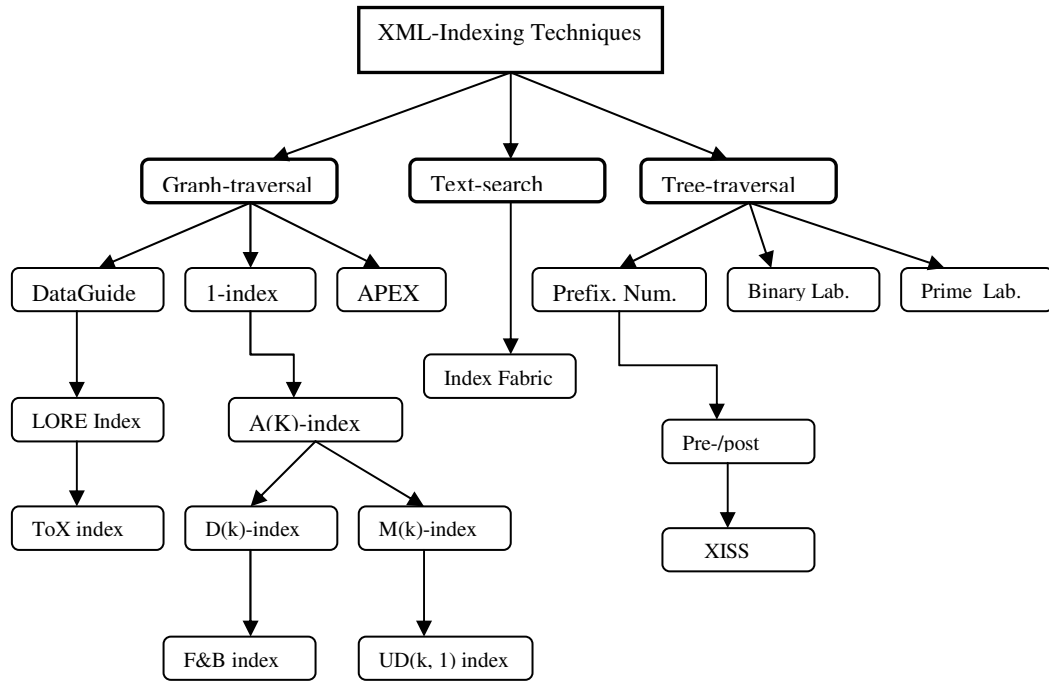 XML-Indexing Techniques
Graph-traversal
Text-search
Tree-traversal
DataGuide
1-index
APEX
Prefix. Num.
Binary Lab.
Prime Lab.
Index Fabric
LORE Index
A(K)-index
Pre-/post
ToX index
D(k)-index
M(k)-index
XISS
F&B index
UD(k, 1) index